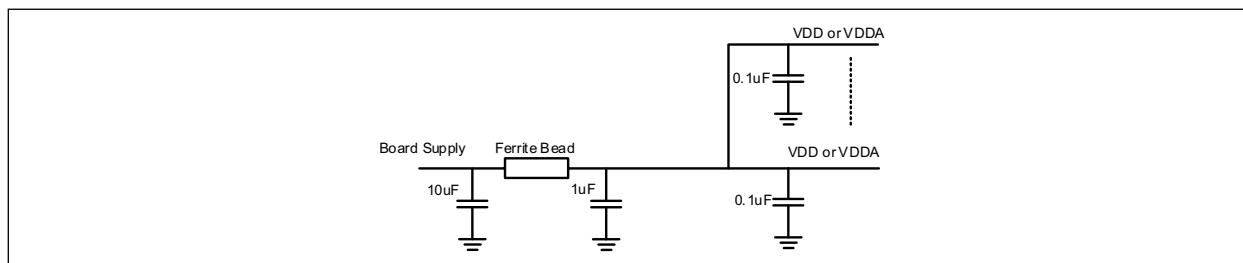 VDD or VDDA
0.1uF
Board Supply
Ferrite Bead
VDD or VDDA
10uF
1uF
0.1uF